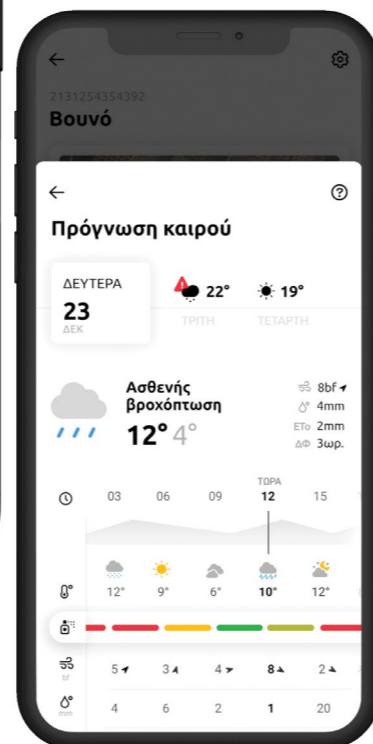 2131254354392
Βουνό
Πρόγνωση καιρού
ΔΕΥΤΕΡΑ
23
ΔΕΚ
22°
ΤΡΙΤΗ
19°
ΤΕΤΑΡΤΗ
Ασθενής
βροχόπτωση
12° 4°
8bf
4mm
ETo 2mm
ΔΦ 3ωρ.
ΤΩΡΑ
03 06 09 12 15
12° 9° 6° 10° 12°
bf
5 3 4 8 2
mm
4 6 2 1 20